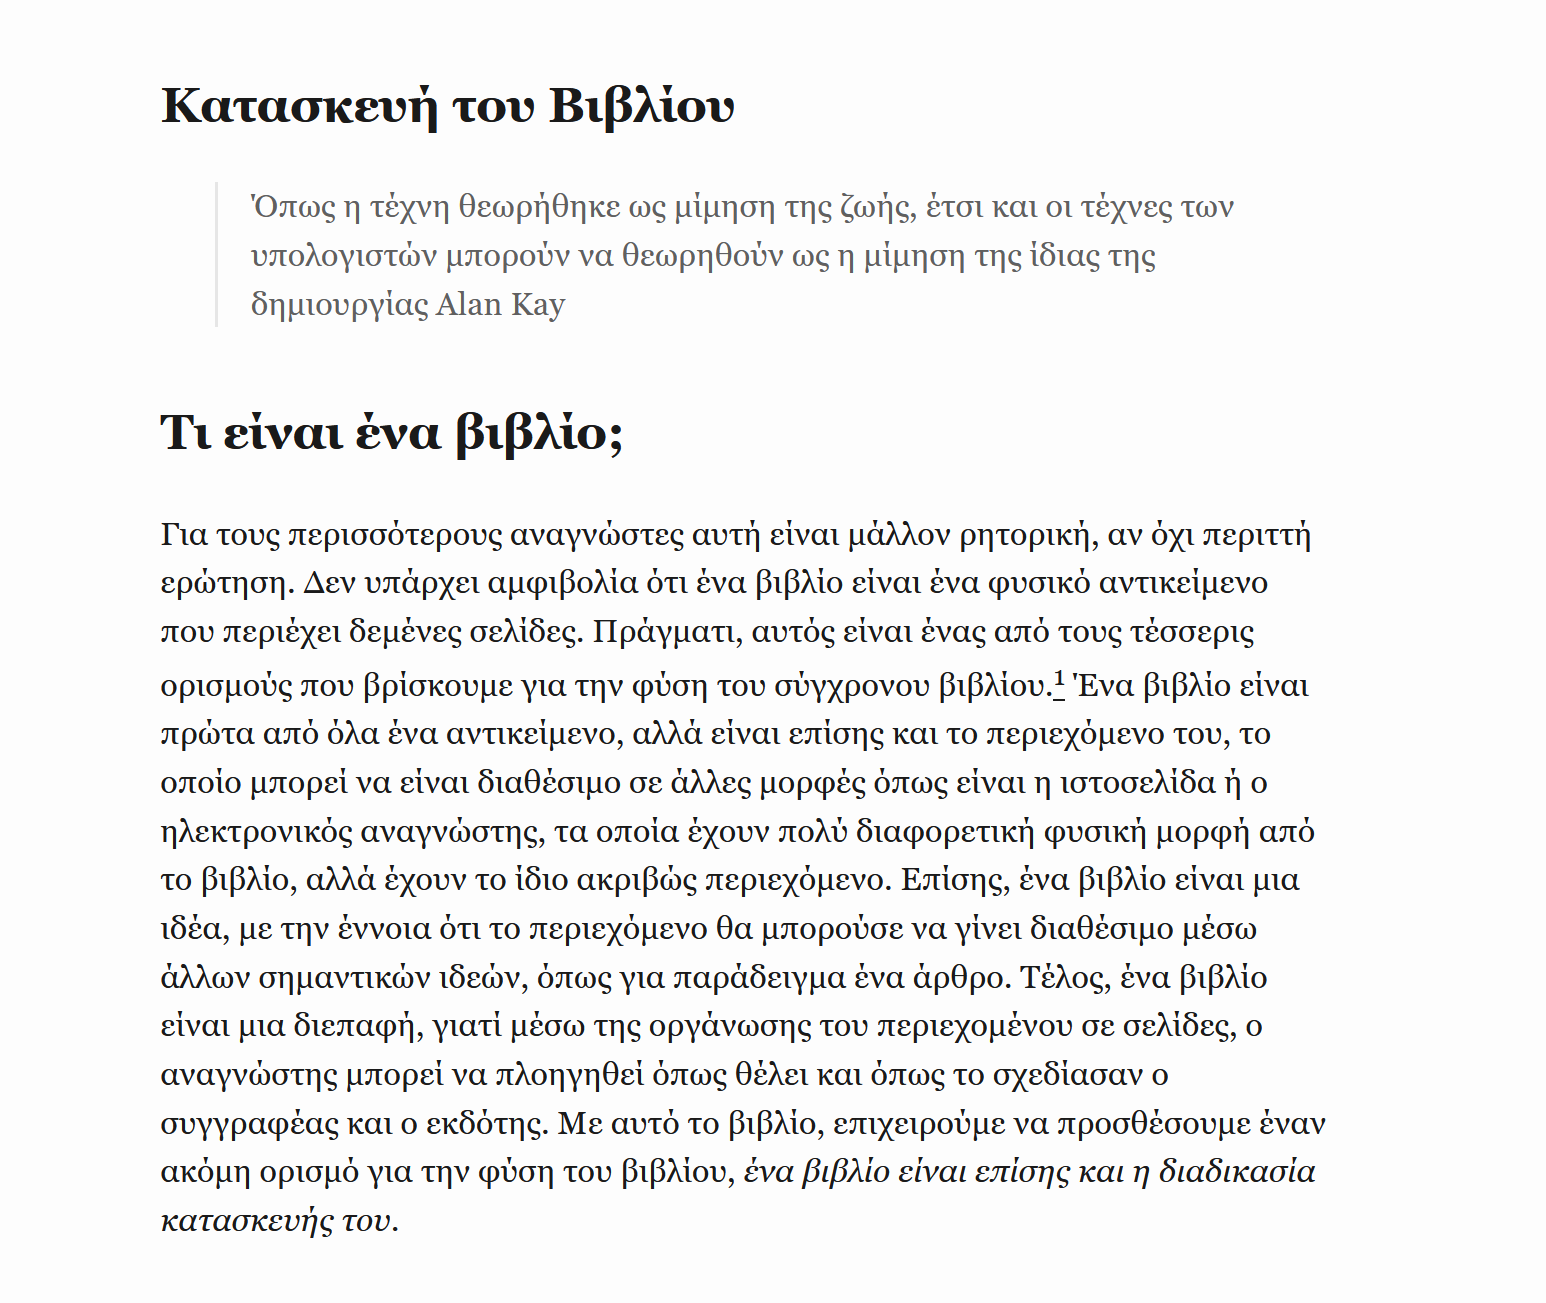 Κατασκευή του Βιβλίου
Όπως η τέχνη θεωρήθηκε ως μίμηση της ζωής, έτσι και οι τέχνες των
υπολογιστών μπορούν να θεωρηθούν ως η μίμηση της ίδιας της
δημιουργίας Alan Kay
Τι είναι ένα βιβλίο;
Για τους περισσότερους αναγνώστες αυτή είναι μάλλον ρητορική, αν όχι περιττή
ερώτηση. Δεν υπάρχει αμφιβολία ότι ένα βιβλίο είναι ένα φυσικό αντικείμενο
που περιέχει δεμένες σελίδες. Πράγματι, αυτός είναι ένας από τους τέσσερις
ορισμούς που βρίσκουμε για την φύση του σύγχρονου βιβλίου.1 Ένα βιβλίο είναι
πρώτα από όλα ένα αντικείμενο, αλλά είναι επίσης και το περιεχόμενο του, το
οποίο μπορεί να είναι διαθέσιμο σε άλλες μορφές όπως είναι η ιστοσελίδα ή ο
ηλεκτρονικός αναγνώστης, τα οποία έχουν πολύ διαφορετική φυσική μορφή από
το βιβλίο, αλλά έχουν το ίδιο ακριβώς περιεχόμενο. Επίσης, ένα βιβλίο είναι μια
ιδέα, με την έννοια ότι το περιεχόμενο θα μπορούσε να γίνει διαθέσιμο μέσω
άλλων σημαντικών ιδεών, όπως για παράδειγμα ένα άρθρο. Τέλος, ένα βιβλίο
είναι μια διεπαφή, γιατί μέσω της οργάνωσης του περιεχομένου σε σελίδες, ο
αναγνώστης μπορεί να πλοηγηθεί όπως θέλει και όπως το σχεδίασαν ο
συγγραφέας και ο εκδότης. Με αυτό το βιβλίο, επιχειρούμε να προσθέσουμε έναν
ακόμη ορισμό για την φύση του βιβλίου, ένα βιβλίο είναι επίσης και η διαδικασία
κατασκευής του.